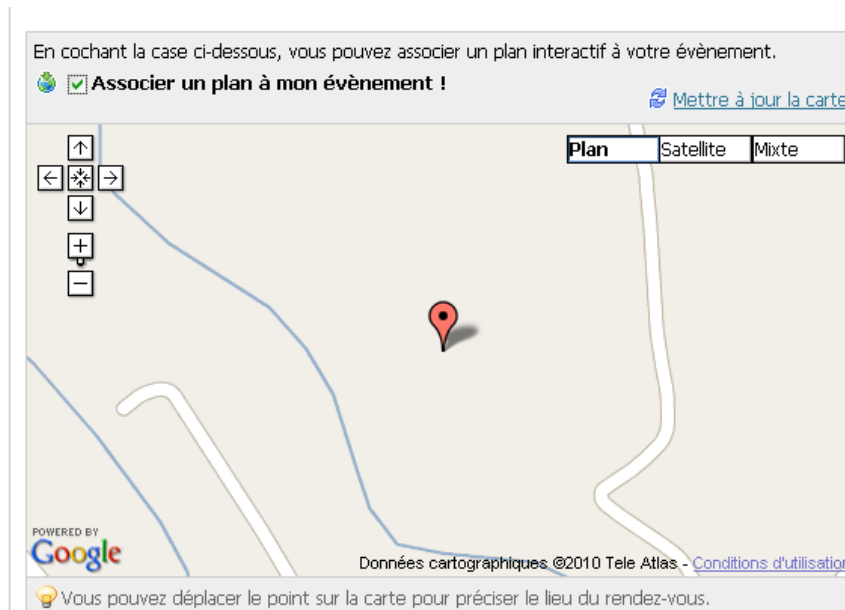 En cochant la case ci-dessous, vous pouvez associer un plan interactif à votre évènement.
Associer un plan à mon évènement !
Mettre à jour la carte
Plan Satellite Mixte
POWERED BY
Google
Données cartographiques ©2010 Tele Atlas - Conditions d'utilisation
Vous pouvez déplacer le point sur la carte pour préciser le lieu du rendez-vous.